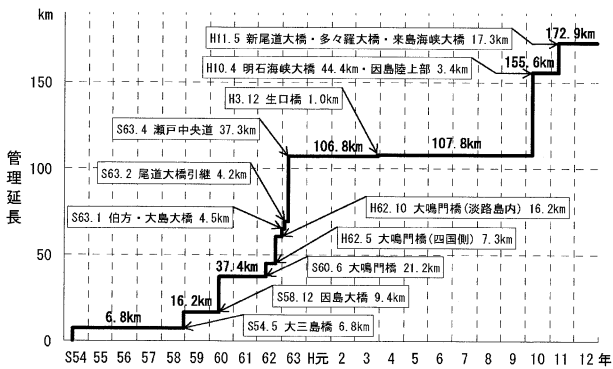 km
172.9km
H11.5 新尾道大橋・多々羅大橋・来島海峡大橋 17.3km
155.6km
H10.4 明石海峡大橋 44.4km・因島陸上部 3.4km
150
H3.12 生口橋 1.0km
S63.4 瀬戸中央道 37.3km
106.8km
107.8km
100
S63.2 尾道大橋引継 4.2km
管理延長
H62.10 大鳴門橋(淡路島内) 16.2km
S63.1 伯方・大島大橋 4.5km
H62.5 大鳴門橋(四国側) 7.3km
50
37.4km
S60.6 大鳴門橋 21.2km
16.2km
S58.12 因島大橋 9.4km
6.8km
S54.5 大三島橋 6.8km
0
S54 55 56 57 58 59 60 61 62 63 H元 2 3 4 5 6 7 8 9 10 11 12 年